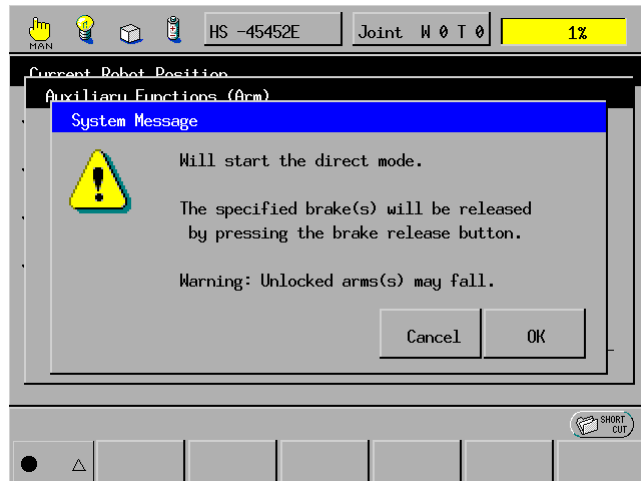 MAN
HS -45452E
Joint W 0 T 0
1%
Current Robot Position
Auxiliary Functions (Arm)
System Message
Will start the direct mode.
The specified brake(s) will be released
by pressing the brake release button.
Warning: Unlocked arms(s) may fall.
Cancel
OK
SHORT
CUT